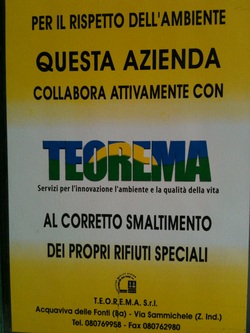 PER IL RISPETTO DELL'AMBIENTE
QUESTA AZIENDA
COLLABORA ATTIVAMENTE CON
TEOREMA
Servizi per l'innovazione l'ambiente e la qualità della vita
AL CORRETTO SMALTIMENTO
DEI PROPRI RIFIUTI SPECIALI
T.E.O.R.E.M.A. S.r.l.
Acquaviva delle Fonti (Ba) - Via Sammichele (Z. Ind.)
Tel. 080769958 - Fax 080762980